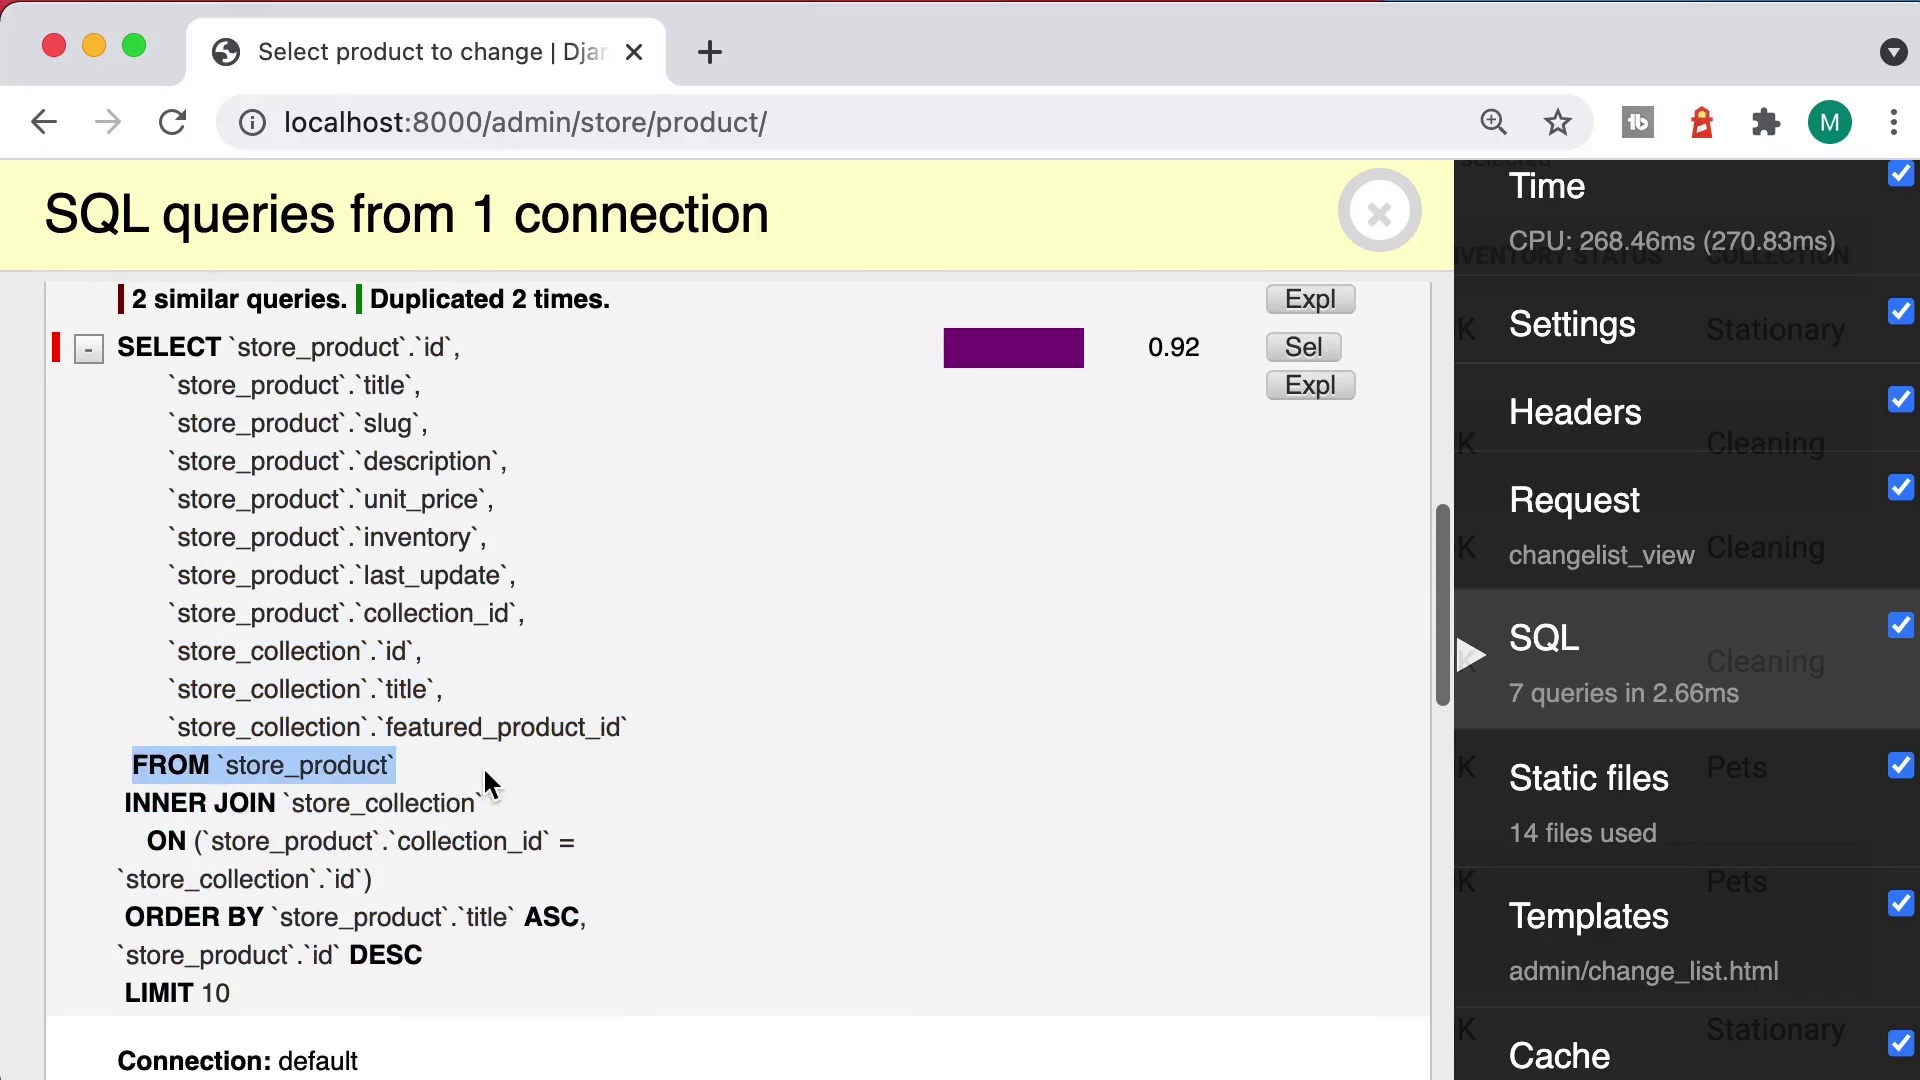 Select product to change | Djan
localhost:8000/admin/store/product/
M
SQL queries from 1 connection
2 similar queries. Duplicated 2 times.
Expl
- SELECT `store_product`.`id`, 0.92 Sel
`store_product`.`title`, Expl
`store_product`.`slug`,
`store_product`.`description`,
`store_product`.`unit_price`,
`store_product`.`inventory`,
`store_product`.`last_update`,
`store_product`.`collection_id`,
`store_collection`.`id`,
`store_collection`.`title`,
`store_collection`.`featured_product_id`
FROM `store_product`
INNER JOIN `store_collection`
ON (`store_product`.`collection_id` =
`store_collection`.`id`)
ORDER BY `store_product`.`title` ASC,
`store_product`.`id` DESC
LIMIT 10
Connection: default
selected
Time
CPU: 268.46ms (270.83ms)
INVENTORY STATUS COLLECTION
Settings
K Stationary
Headers
K Cleaning
Request
changelist_view
K Cleaning
SQL
7 queries in 2.66ms
K Cleaning
Static files
14 files used
K Pets
Templates
admin/change_list.html
K Pets
Cache
K Stationary